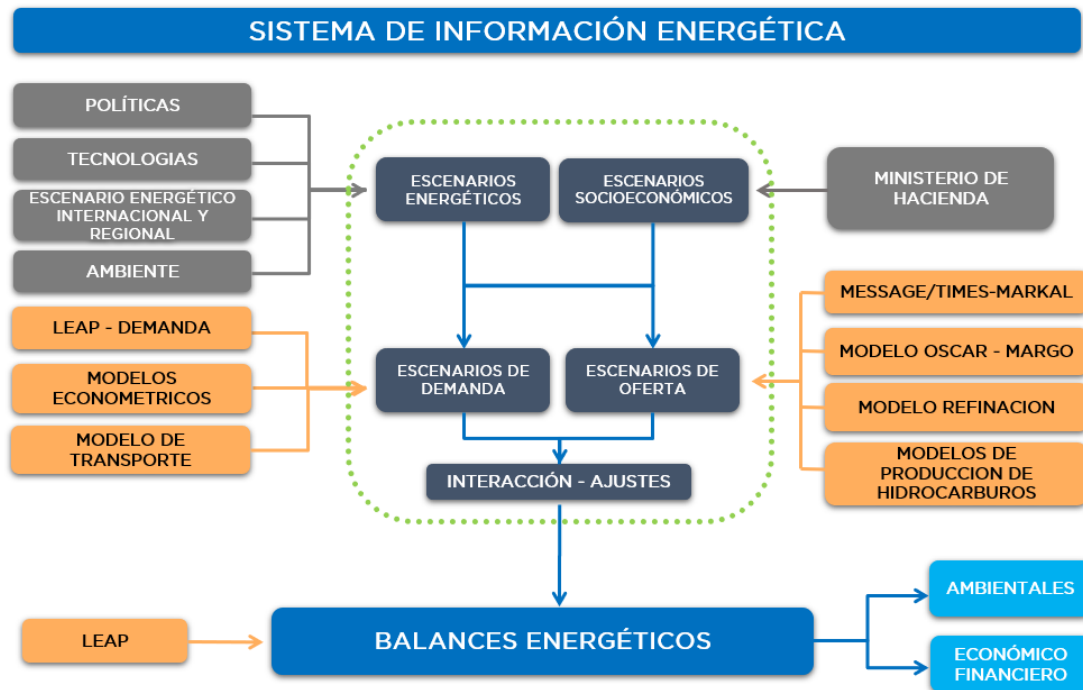 SISTEMA DE INFORMACIÓN ENERGÉTICA
POLÍTICAS
TECNOLOGIAS
ESCENARIO ENERGÉTICO
INTERNACIONAL Y
REGIONAL
AMBIENTE
ESCENARIOS
ENERGÉTICOS
ESCENARIOS
SOCIOECONÓMICOS
MINISTERIO DE
HACIENDA
LEAP - DEMANDA
MODELOS
ECONOMETRICOS
MODELO DE
TRANSPORTE
ESCENARIOS DE
DEMANDA
ESCENARIOS DE
OFERTA
MESSAGE/TIMES-MARKAL
MODELO OSCAR - MARGO
MODELO REFINACION
MODELOS DE
PRODUCCION DE
HIDROCARBUROS
INTERACCIÓN - AJUSTES
LEAP
BALANCES ENERGÉTICOS
AMBIENTALES
ECONÓMICO
FINANCIERO